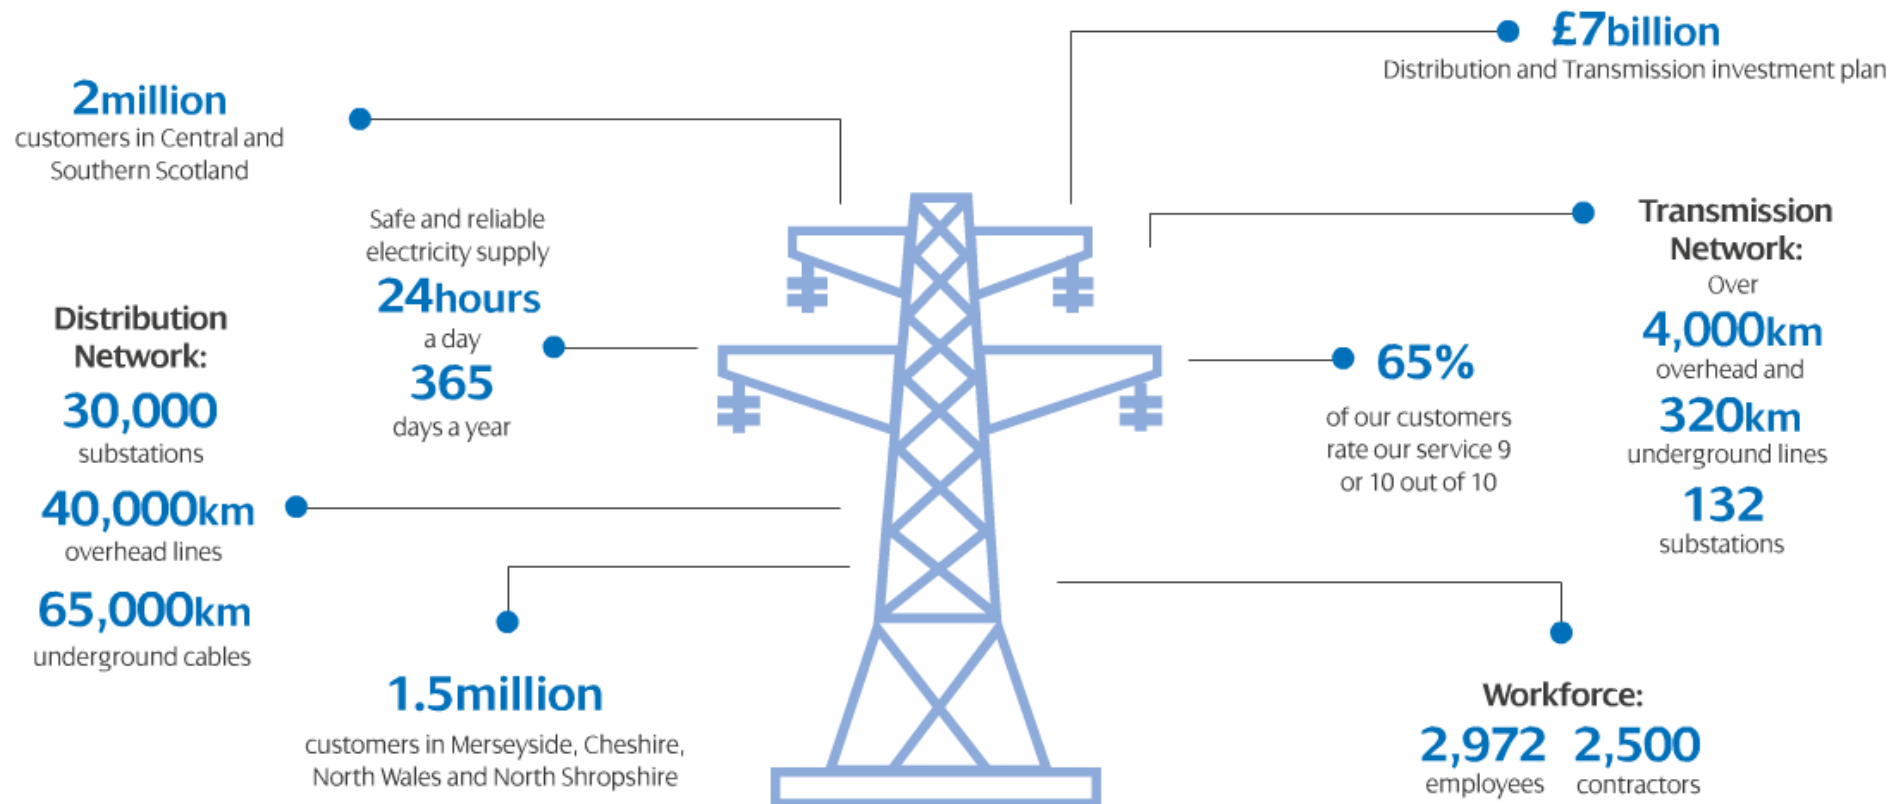 £7billion
Distribution and Transmission investment plan
2million
customers in Central and
Southern Scotland
Safe and reliable
electricity supply
24hours
a day
365
days a year
Distribution
Network:
30,000
substations
40,000km
overhead lines
65,000km
underground cables
1.5million
customers in Merseyside, Cheshire,
North Wales and North Shropshire
Transmission
Network:
Over
4,000km
overhead and
320km
underground lines
132
substations
65%
of our customers
rate our service 9
or 10 out of 10
Workforce:
2,972 2,500
employees contractors